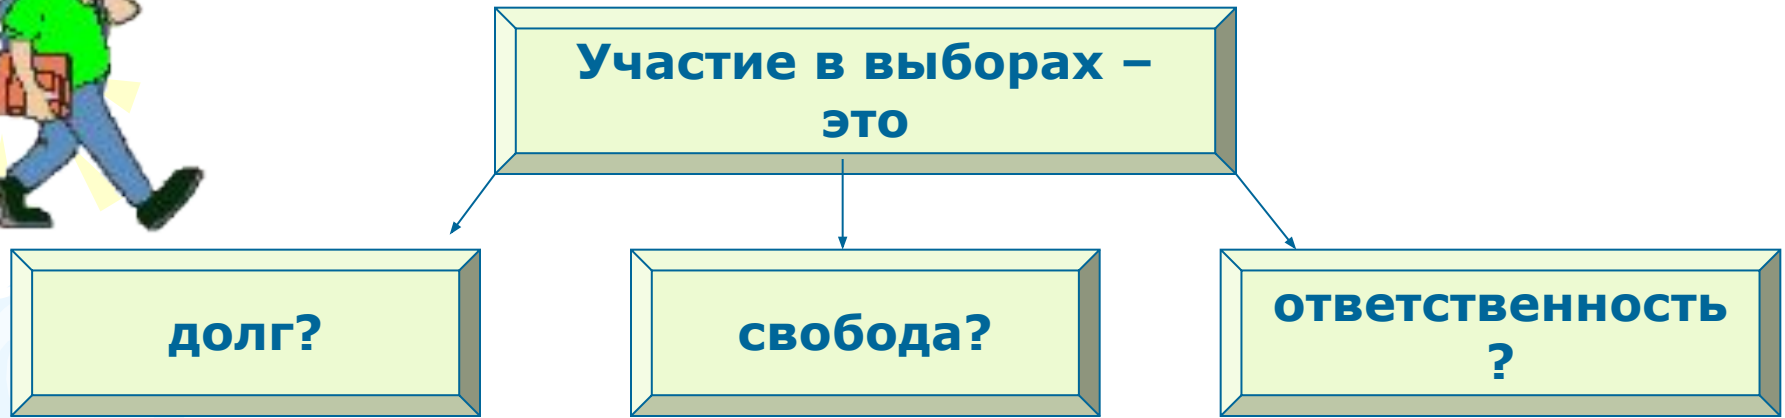 Участие в выборах –
это
долг?
свобода?
ответственность
?